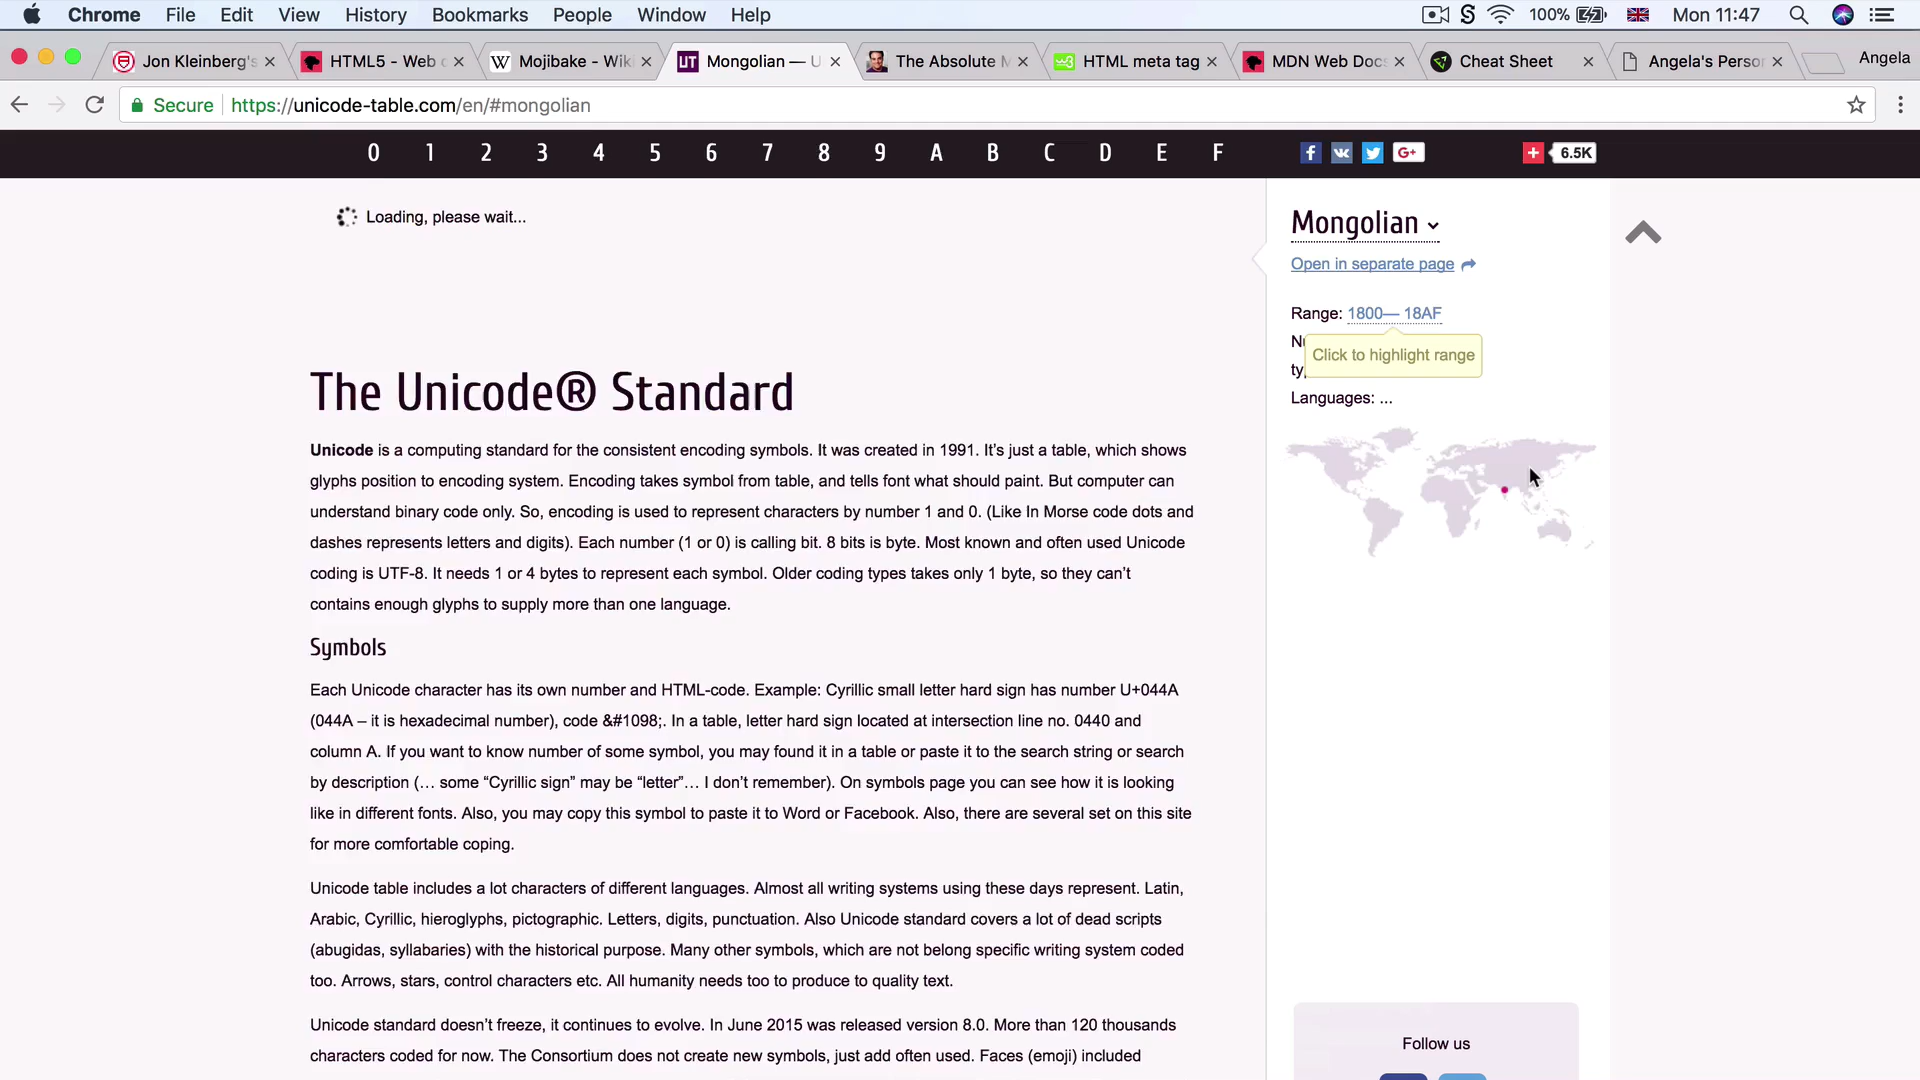 Chrome File Edit View History Bookmarks People Window Help 100% Mon 11:47
Jon Kleinberg's HTML5 - Web Mojibake - Wiki Mongolian — U The Absolute HTML meta tag MDN Web Docs Cheat Sheet Angela's Perso Angela
Secure https://unicode-table.com/en/#mongolian
0 1 2 3 4 5 6 7 8 9 A B C D E F f G+ + 6.5K
Loading, please wait...
Mongolian
Open in separate page
Range: 1800— 18AF
Click to highlight range
Languages: ...
The Unicode® Standard
Unicode is a computing standard for the consistent encoding symbols. It was created in 1991. It’s just a table, which shows
glyphs position to encoding system. Encoding takes symbol from table, and tells font what should paint. But computer can
understand binary code only. So, encoding is used to represent characters by number 1 and 0. (Like In Morse code dots and
dashes represents letters and digits). Each number (1 or 0) is calling bit. 8 bits is byte. Most known and often used Unicode
coding is UTF-8. It needs 1 or 4 bytes to represent each symbol. Older coding types takes only 1 byte, so they can’t
contains enough glyphs to supply more than one language.
Symbols
Each Unicode character has its own number and HTML-code. Example: Cyrillic small letter hard sign has number U+044A
(044A – it is hexadecimal number), code &#1098;. In a table, letter hard sign located at intersection line no. 0440 and
column A. If you want to know number of some symbol, you may found it in a table or paste it to the search string or search
by description (… some “Cyrillic sign” may be “letter”… I don’t remember). On symbols page you can see how it is looking
like in different fonts. Also, you may copy this symbol to paste it to Word or Facebook. Also, there are several set on this site
for more comfortable coping.
Unicode table includes a lot characters of different languages. Almost all writing systems using these days represent. Latin,
Arabic, Cyrillic, hieroglyphs, pictographic. Letters, digits, punctuation. Also Unicode standard covers a lot of dead scripts
(abugidas, syllabaries) with the historical purpose. Many other symbols, which are not belong specific writing system coded
too. Arrows, stars, control characters etc. All humanity needs too to produce to quality text.
Unicode standard doesn’t freeze, it continues to evolve. In June 2015 was released version 8.0. More than 120 thousands
characters coded for now. The Consortium does not create new symbols, just add often used. Faces (emoji) included
Follow us